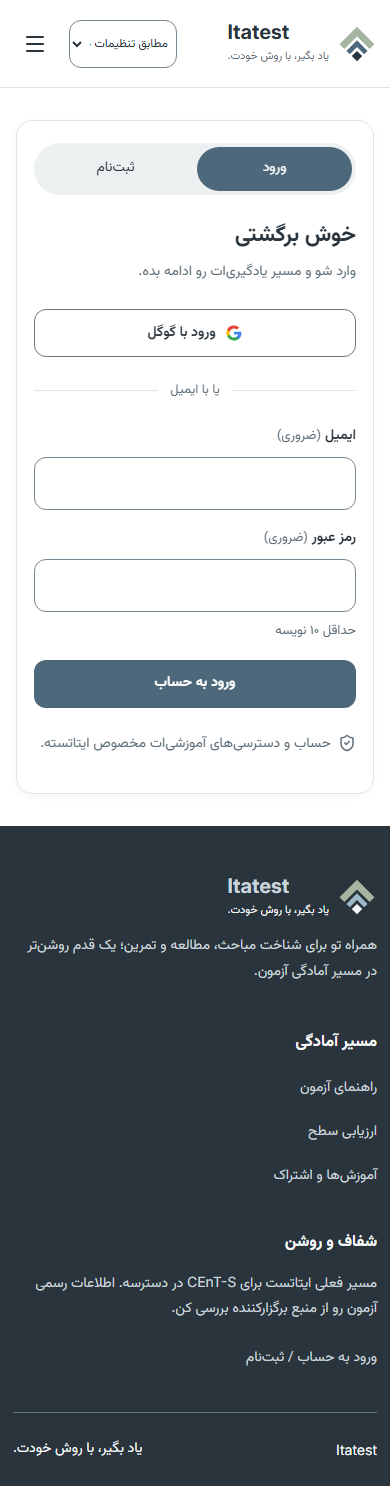 Itatest
یاد بگیر، با روش خودت.
مطابق تنظیمات
ورود
ثبت‌نام
خوش برگشتی
وارد شو و مسیر یادگیری‌ات رو ادامه بده.
ورود با گوگل
یا با ایمیل
ایمیل (ضروری)
رمز عبور (ضروری)
حداقل ۱۰ نویسه
ورود به حساب
حساب و دسترسی‌های آموزشی‌ات مخصوص ایتاتسته.
Itatest
یاد بگیر، با روش خودت.
همراه تو برای شناخت مباحث، مطالعه و تمرین؛ یک قدم روشن‌تر
در مسیر آمادگی آزمون.
مسیر آمادگی
راهنمای آزمون
ارزیابی سطح
آموزش‌ها و اشتراک
شفاف و روشن
مسیر فعلی ایتاتست برای CEnT-S در دسترسه. اطلاعات رسمی
آزمون رو از منبع برگزارکننده بررسی کن.
ورود به حساب / ثبت‌نام
Itatest
یاد بگیر، با روش خودت.